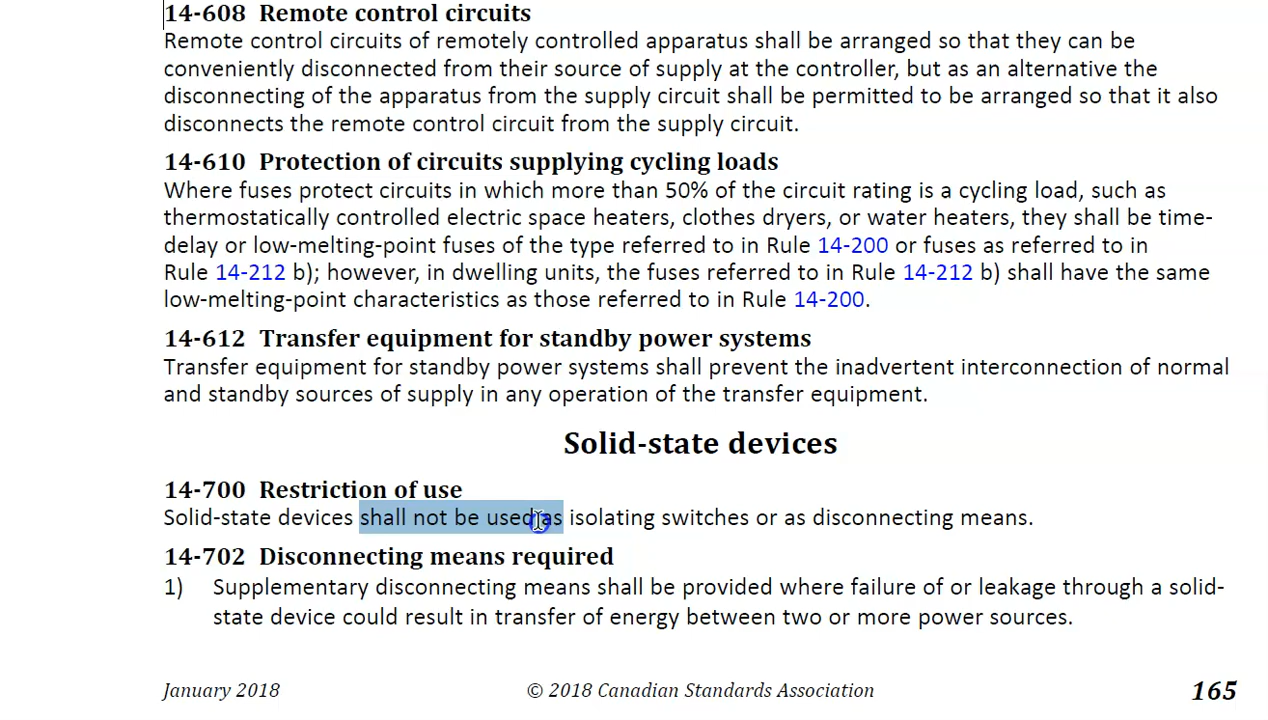 14-608 Remote control circuits
Remote control circuits of remotely controlled apparatus shall be arranged so that they can be
conveniently disconnected from their source of supply at the controller, but as an alternative the
disconnecting of the apparatus from the supply circuit shall be permitted to be arranged so that it also
disconnects the remote control circuit from the supply circuit.
14-610 Protection of circuits supplying cycling loads
Where fuses protect circuits in which more than 50% of the circuit rating is a cycling load, such as
thermostatically controlled electric space heaters, clothes dryers, or water heaters, they shall be time-
delay or low-melting-point fuses of the type referred to in Rule 14-200 or fuses as referred to in
Rule 14-212 b); however, in dwelling units, the fuses referred to in Rule 14-212 b) shall have the same
low-melting-point characteristics as those referred to in Rule 14-200.
14-612 Transfer equipment for standby power systems
Transfer equipment for standby power systems shall prevent the inadvertent interconnection of normal
and standby sources of supply in any operation of the transfer equipment.
Solid-state devices
14-700 Restriction of use
Solid-state devices shall not be used as isolating switches or as disconnecting means.
14-702 Disconnecting means required
1) Supplementary disconnecting means shall be provided where failure of or leakage through a solid-
state device could result in transfer of energy between two or more power sources.
January 2018 © 2018 Canadian Standards Association 165